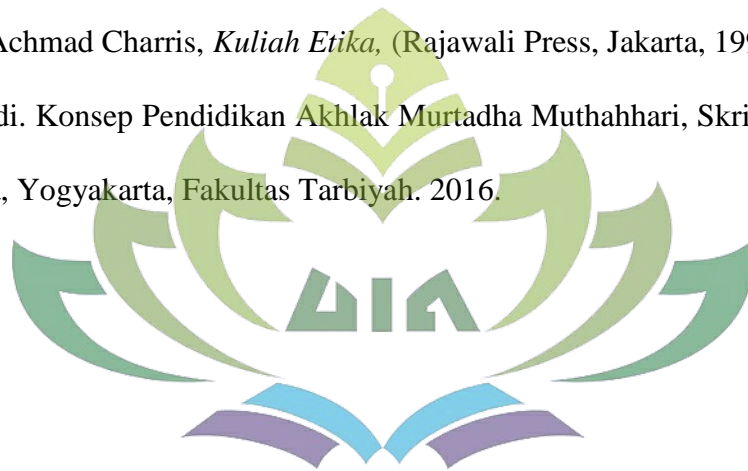 Achmad Charris, Kuliah Etika, (Rajawali Press, Jakarta, 199
di. Konsep Pendidikan Akhlak Murtadha Muthahhari, Skri
, Yogyakarta, Fakultas Tarbiyah. 2016.
UIN